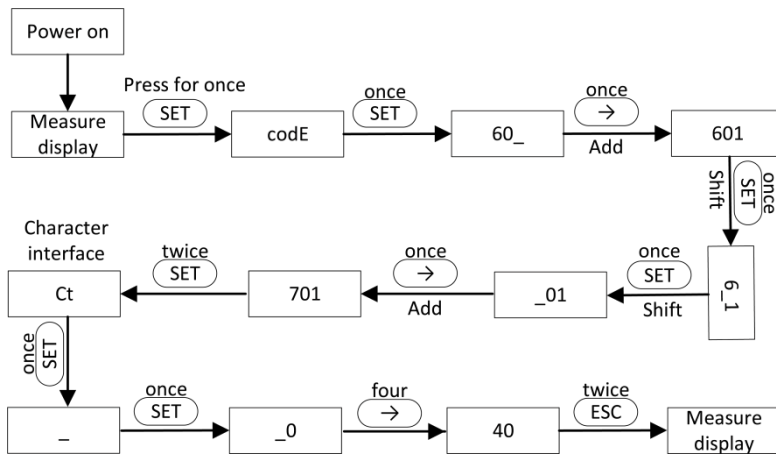 Power on
Press for once
SET
once
SET
once
→
Add
Measure
display
codE
60_
601
once
SET
Shift
Character
interface
twice
SET
once
→
Add
once
SET
Shift
Ct
701
_01
6_1
once
SET
once
SET
four
→
twice
ESC
_
_0
40
Measure
display